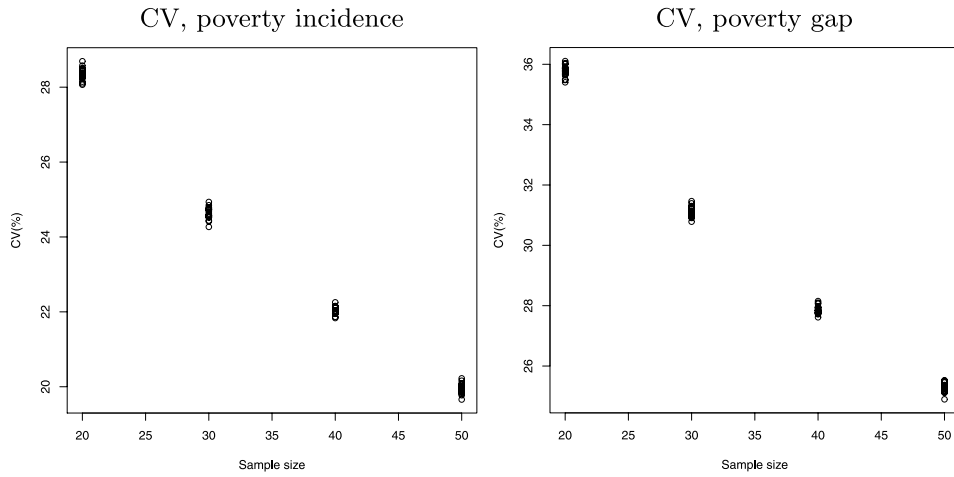 CV, poverty incidence
CV(%)
28
26
24
22
20
20 25 30 35 40 45 50
Sample size
CV, poverty gap
CV(%)
36
34
32
30
28
26
20 25 30 35 40 45 50
Sample size